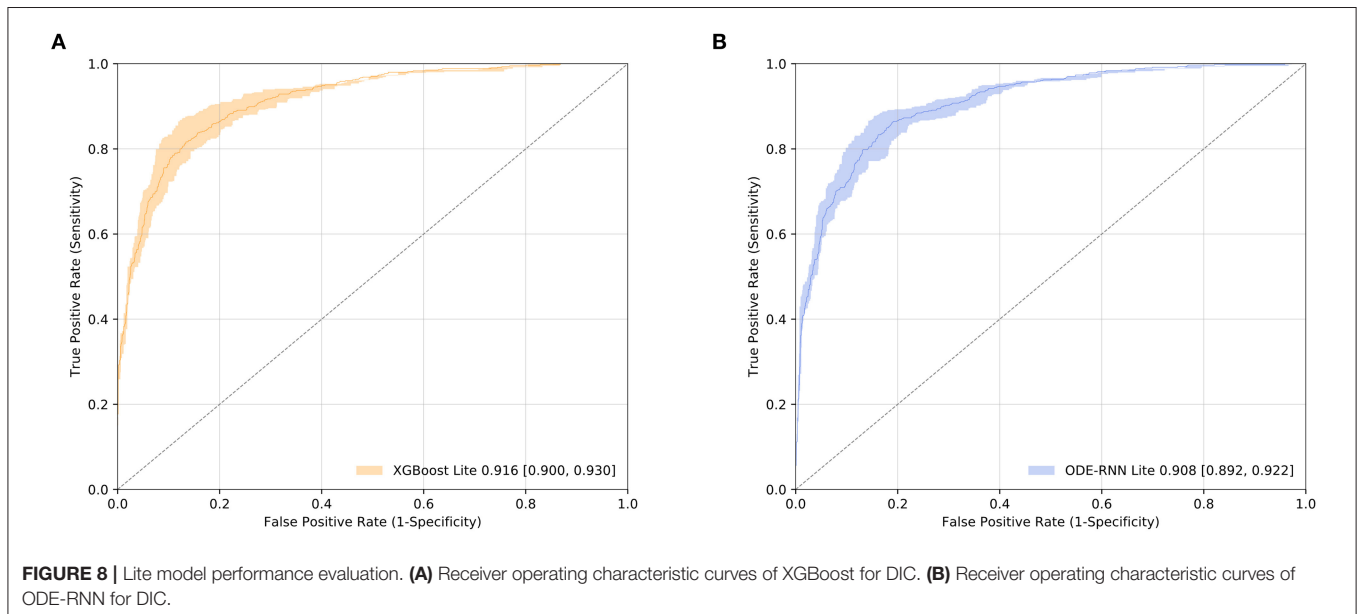 A
1.0
0.8
0.6
0.4
0.2
0.0
True Positive Rate (Sensitivity)
XGBoost Lite 0.916 [0.900, 0.930]
0.0 0.2 0.4 0.6 0.8 1.0
False Positive Rate (1-Specificity)
B
1.0
0.8
0.6
0.4
0.2
0.0
True Positive Rate (Sensitivity)
ODE-RNN Lite 0.908 [0.892, 0.922]
0.0 0.2 0.4 0.6 0.8 1.0
False Positive Rate (1-Specificity)
FIGURE 8 | Lite model performance evaluation. (A) Receiver operating characteristic curves of XGBoost for DIC. (B) Receiver operating characteristic curves of
ODE-RNN for DIC.